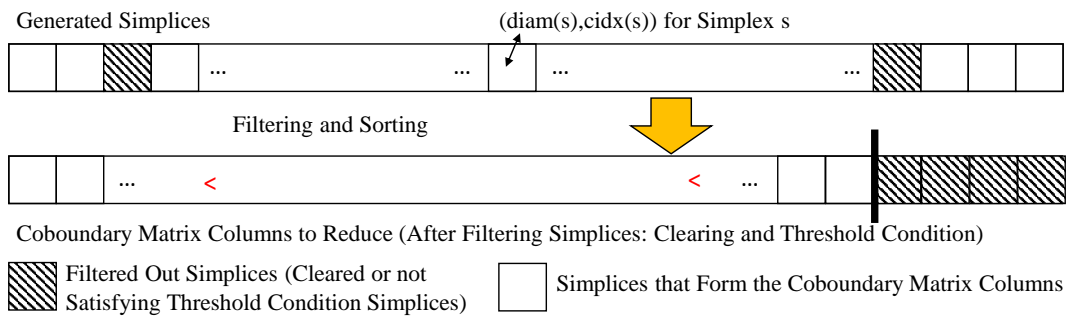 Generated Simplices
(diam(s),cidx(s)) for Simplex s
... ... ... ...
Filtering and Sorting
... < < ...
Coboundary Matrix Columns to Reduce (After Filtering Simplices: Clearing and Threshold Condition)
Filtered Out Simplices (Cleared or not
Satisfying Threshold Condition Simplices)
Simplices that Form the Coboundary Matrix Columns